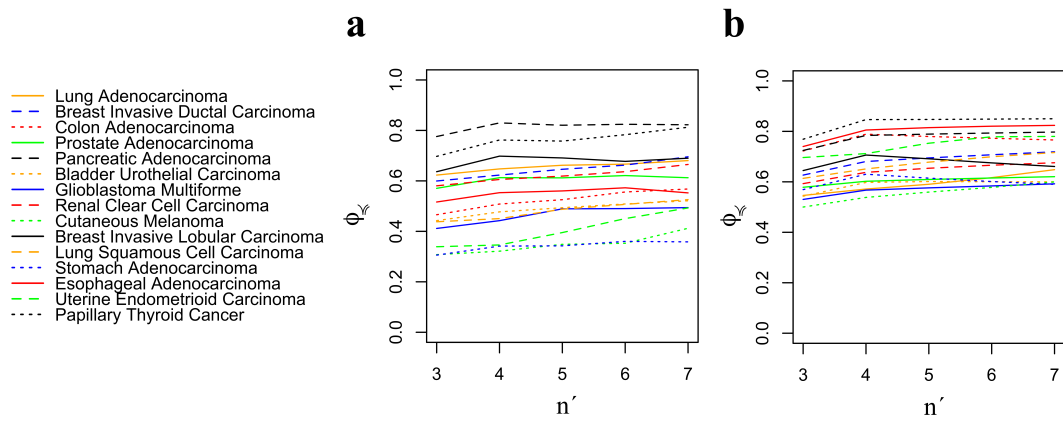 a
b
Lung Adenocarcinoma
Breast Invasive Ductal Carcinoma
Colon Adenocarcinoma
Prostate Adenocarcinoma
Pancreatic Adenocarcinoma
Bladder Urothelial Carcinoma
Glioblastoma Multiforme
Renal Clear Cell Carcinoma
Cutaneous Melanoma
Breast Invasive Lobular Carcinoma
Lung Squamous Cell Carcinoma
Stomach Adenocarcinoma
Esophageal Adenocarcinoma
Uterine Endometrioid Carcinoma
Papillary Thyroid Cancer
1.0
0.8
0.6
0.4
0.2
0.0
ϕ≼
3 4 5 6 7
n′
1.0
0.8
0.6
0.4
0.2
0.0
ϕ≼
3 4 5 6 7
n′